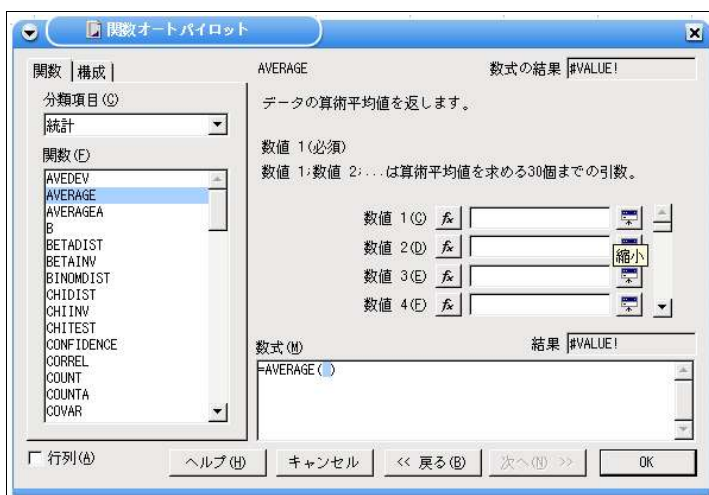 関数オートパイロット
関数 構成
AVERAGE 数式の結果 #VALUE!
分類項目(C)
統計
関数(F)
AVEDEV
AVERAGE
AVERAGEA
B
BETADIST
BETAINV
BINOMDIST
CHIDIST
CHIINV
CHITEST
CONFIDENCE
CORREL
COUNT
COUNTA
COVAR
データの算術平均値を返します。
数値 1(必須)
数値 1;数値 2;...は算術平均値を求める30個までの引数。
数値 1(C) fx
数値 2(D) fx
縮小
数値 3(E) fx
数値 4(F) fx
数式(M) 結果 #VALUE!
=AVERAGE( )
行列(A) ヘルプ(H) キャンセル << 戻る(B) 次へ(N) >> OK